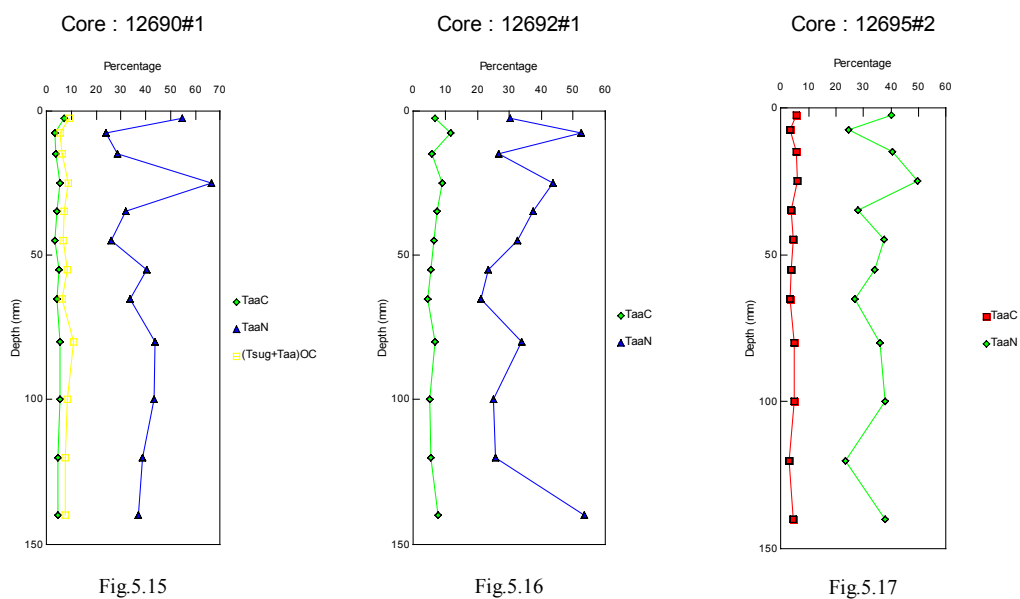 Core : 12690#1
Percentage
0 10 20 30 40 50 60 70
0
50
100
150
Depth (mm)
TaaC
TaaN
(Tsug+Taa)OC
Fig.5.15
Core : 12692#1
Percentage
0 10 20 30 40 50 60
0
50
100
150
Depth (mm)
TaaC
TaaN
Fig.5.16
Core : 12695#2
Percentage
0 10 20 30 40 50 60
0
50
100
150
Depth (mm)
TaaC
TaaN
Fig.5.17